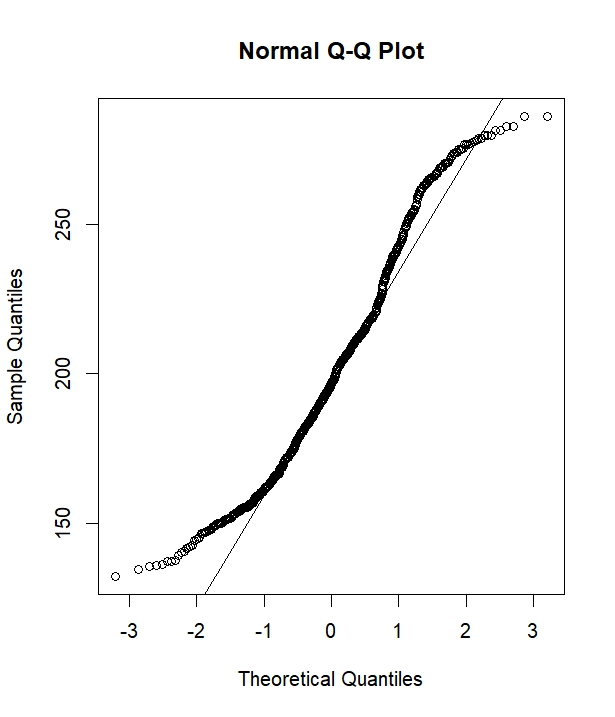 Normal Q-Q Plot
250
200
150
Sample Quantiles
-3 -2 -1 0 1 2 3
Theoretical Quantiles